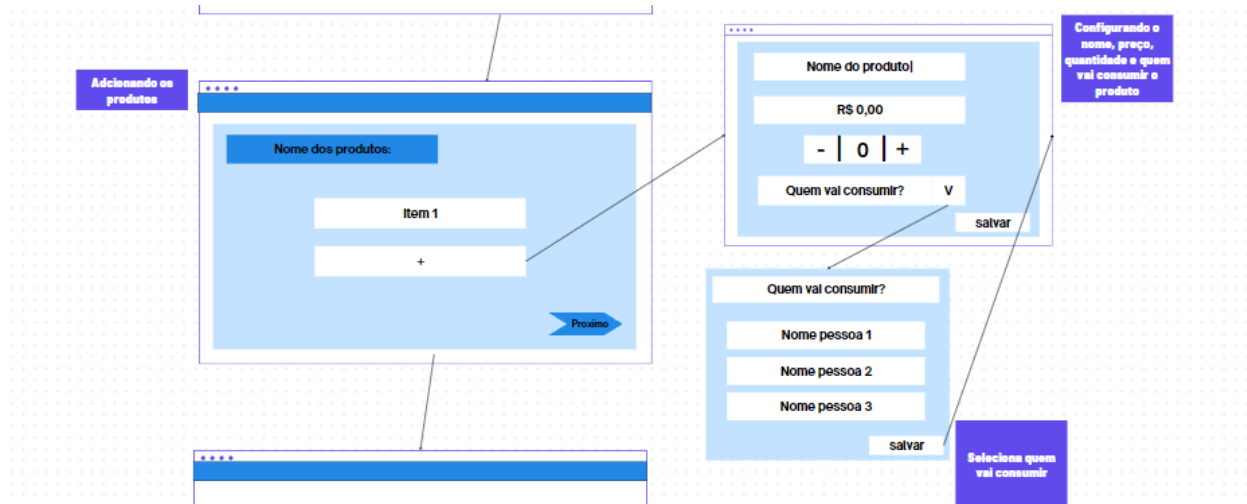 Adcionando os
produtos
Nome dos produtos:
Item 1
+
Proximo
Nome do produto|
R$ 0,00
- | 0 | +
Quem vai consumir? V
salvar
Configurando o
nome, preço,
quantidade e quem
vai consumir o
produto
Quem vai consumir?
Nome pessoa 1
Nome pessoa 2
Nome pessoa 3
salvar
Seleciona quem
vai consumir